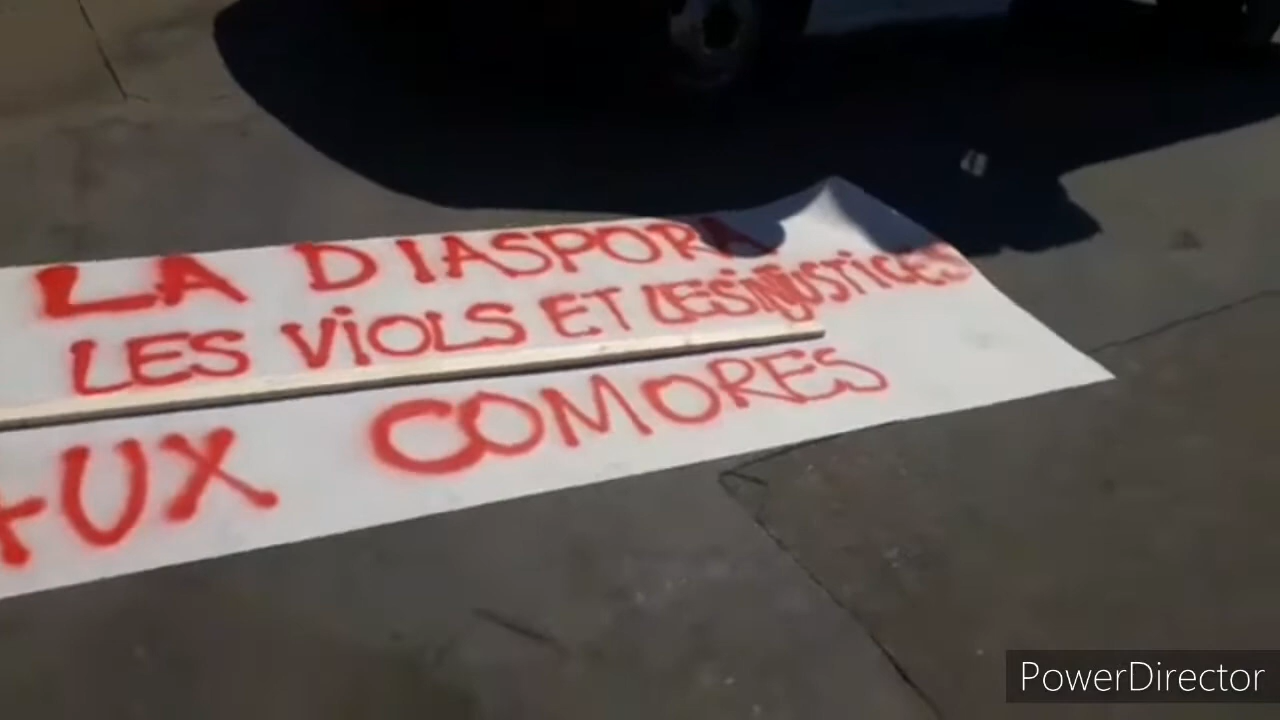 LA DIASPORA
LES VIOLS ET LES INJUSTICES
AUX COMORES
PowerDirector